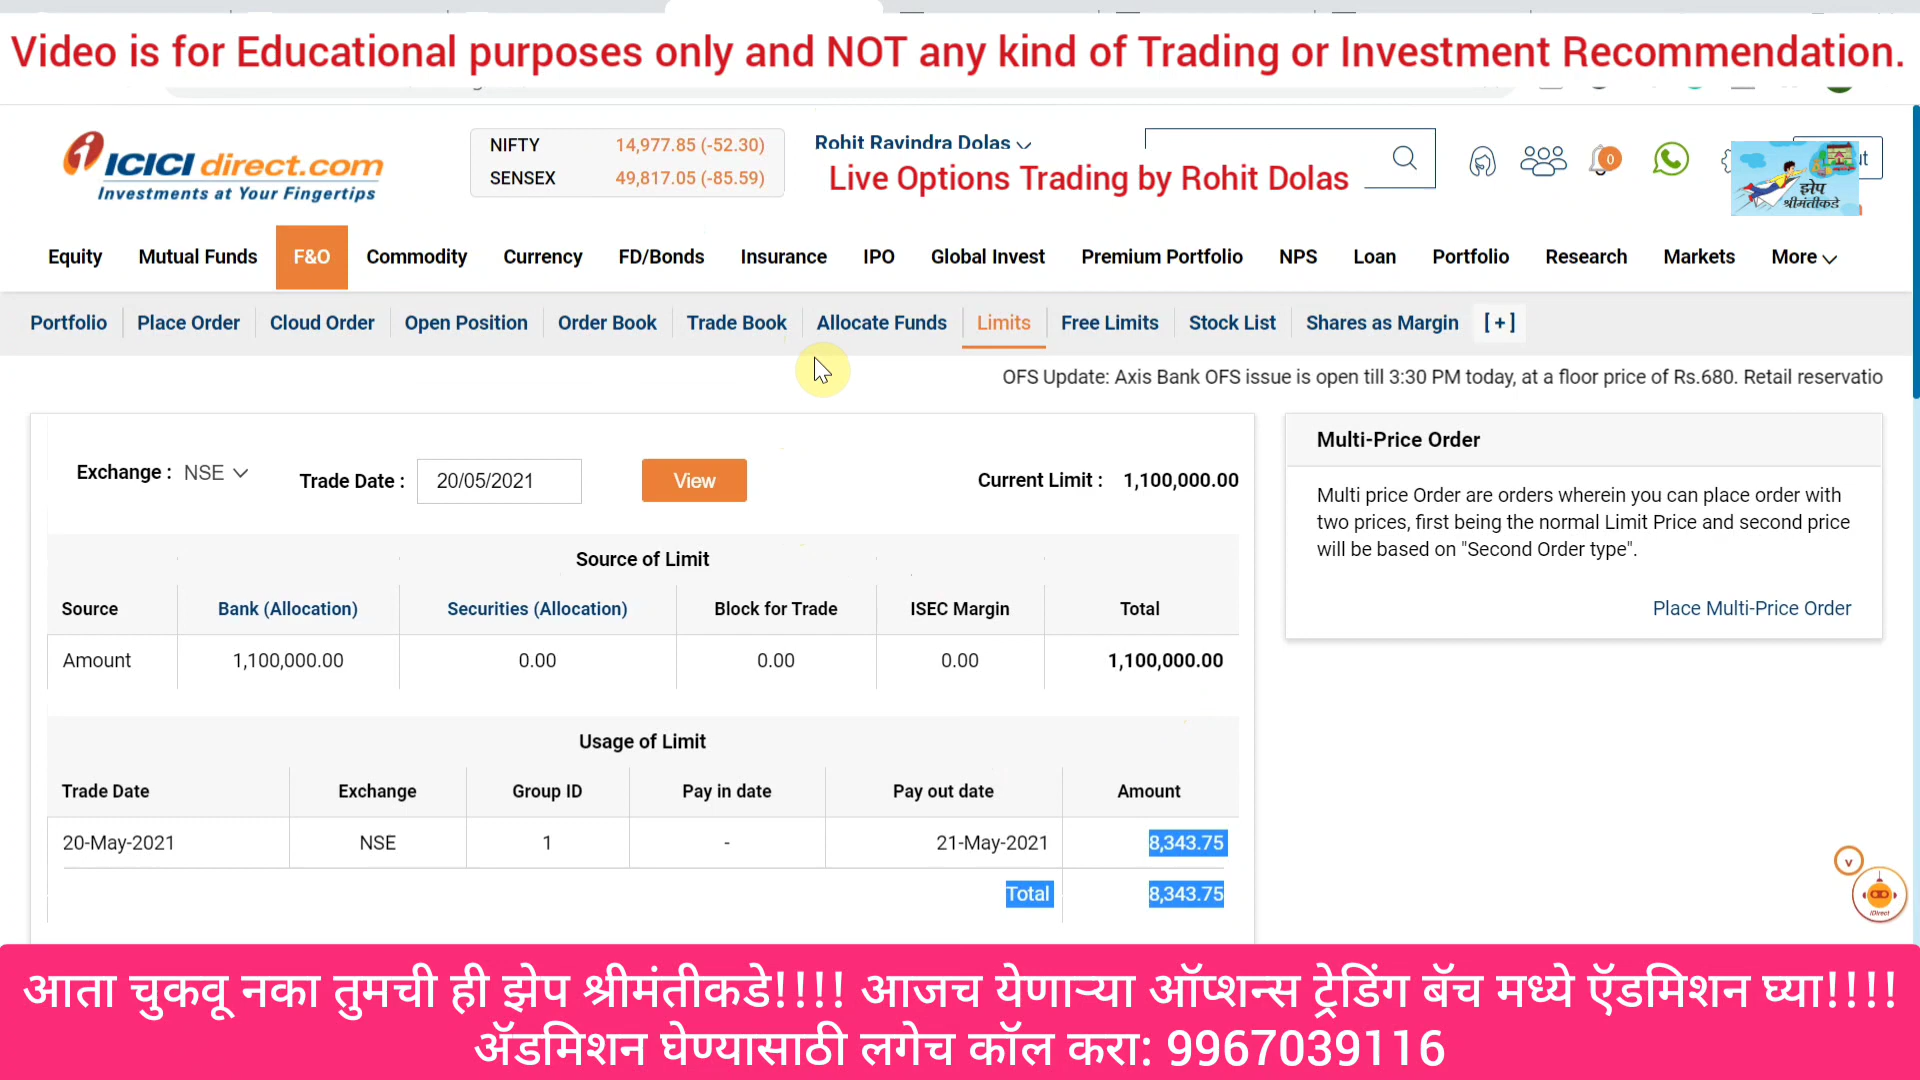 Video is for Educational purposes only and NOT any kind of Trading or Investment Recommendation.
ICICI direct.com
Investments at Your Fingertips
NIFTY 14,977.85 (-52.30)
SENSEX 49,817.05 (-85.59)
Rohit Ravindra Dolas
Live Options Trading by Rohit Dolas
0
झेप
श्रीमंतीकडे
Equity Mutual Funds F&O Commodity Currency FD/Bonds Insurance IPO Global Invest Premium Portfolio NPS Loan Portfolio Research Markets More
Portfolio Place Order Cloud Order Open Position Order Book Trade Book Allocate Funds Limits Free Limits Stock List Shares as Margin [+]
OFS Update: Axis Bank OFS issue is open till 3:30 PM today, at a floor price of Rs.680. Retail reservatio
Exchange : NSE Trade Date : 20/05/2021 View Current Limit : 1,100,000.00
Source of Limit
Source Bank (Allocation) Securities (Allocation) Block for Trade ISEC Margin Total
Amount 1,100,000.00 0.00 0.00 0.00 1,100,000.00
Usage of Limit
Trade Date Exchange Group ID Pay in date Pay out date Amount
20-May-2021 NSE 1 - 21-May-2021 8,343.75
Total 8,343.75
Multi-Price Order
Multi price Order are orders wherein you can place order with
two prices, first being the normal Limit Price and second price
will be based on "Second Order type".
Place Multi-Price Order
iDirect
आता चुकवू नका तुमची ही झेप श्रीमंतीकडे!!!! आजच येणाऱ्या ऑप्शन्स ट्रेडिंग बॅच मध्ये ऍडमिशन घ्या!!!!
ॲडमिशन घेण्यासाठी लगेच कॉल करा: 9967039116